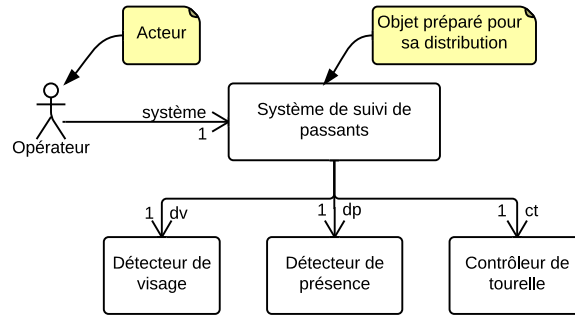 Acteur
Objet préparé pour
sa distribution
système
1
Système de suivi de
passants
Opérateur
1 dv
1 dp
1 ct
Détecteur de
visage
Détecteur de
présence
Contrôleur de
tourelle